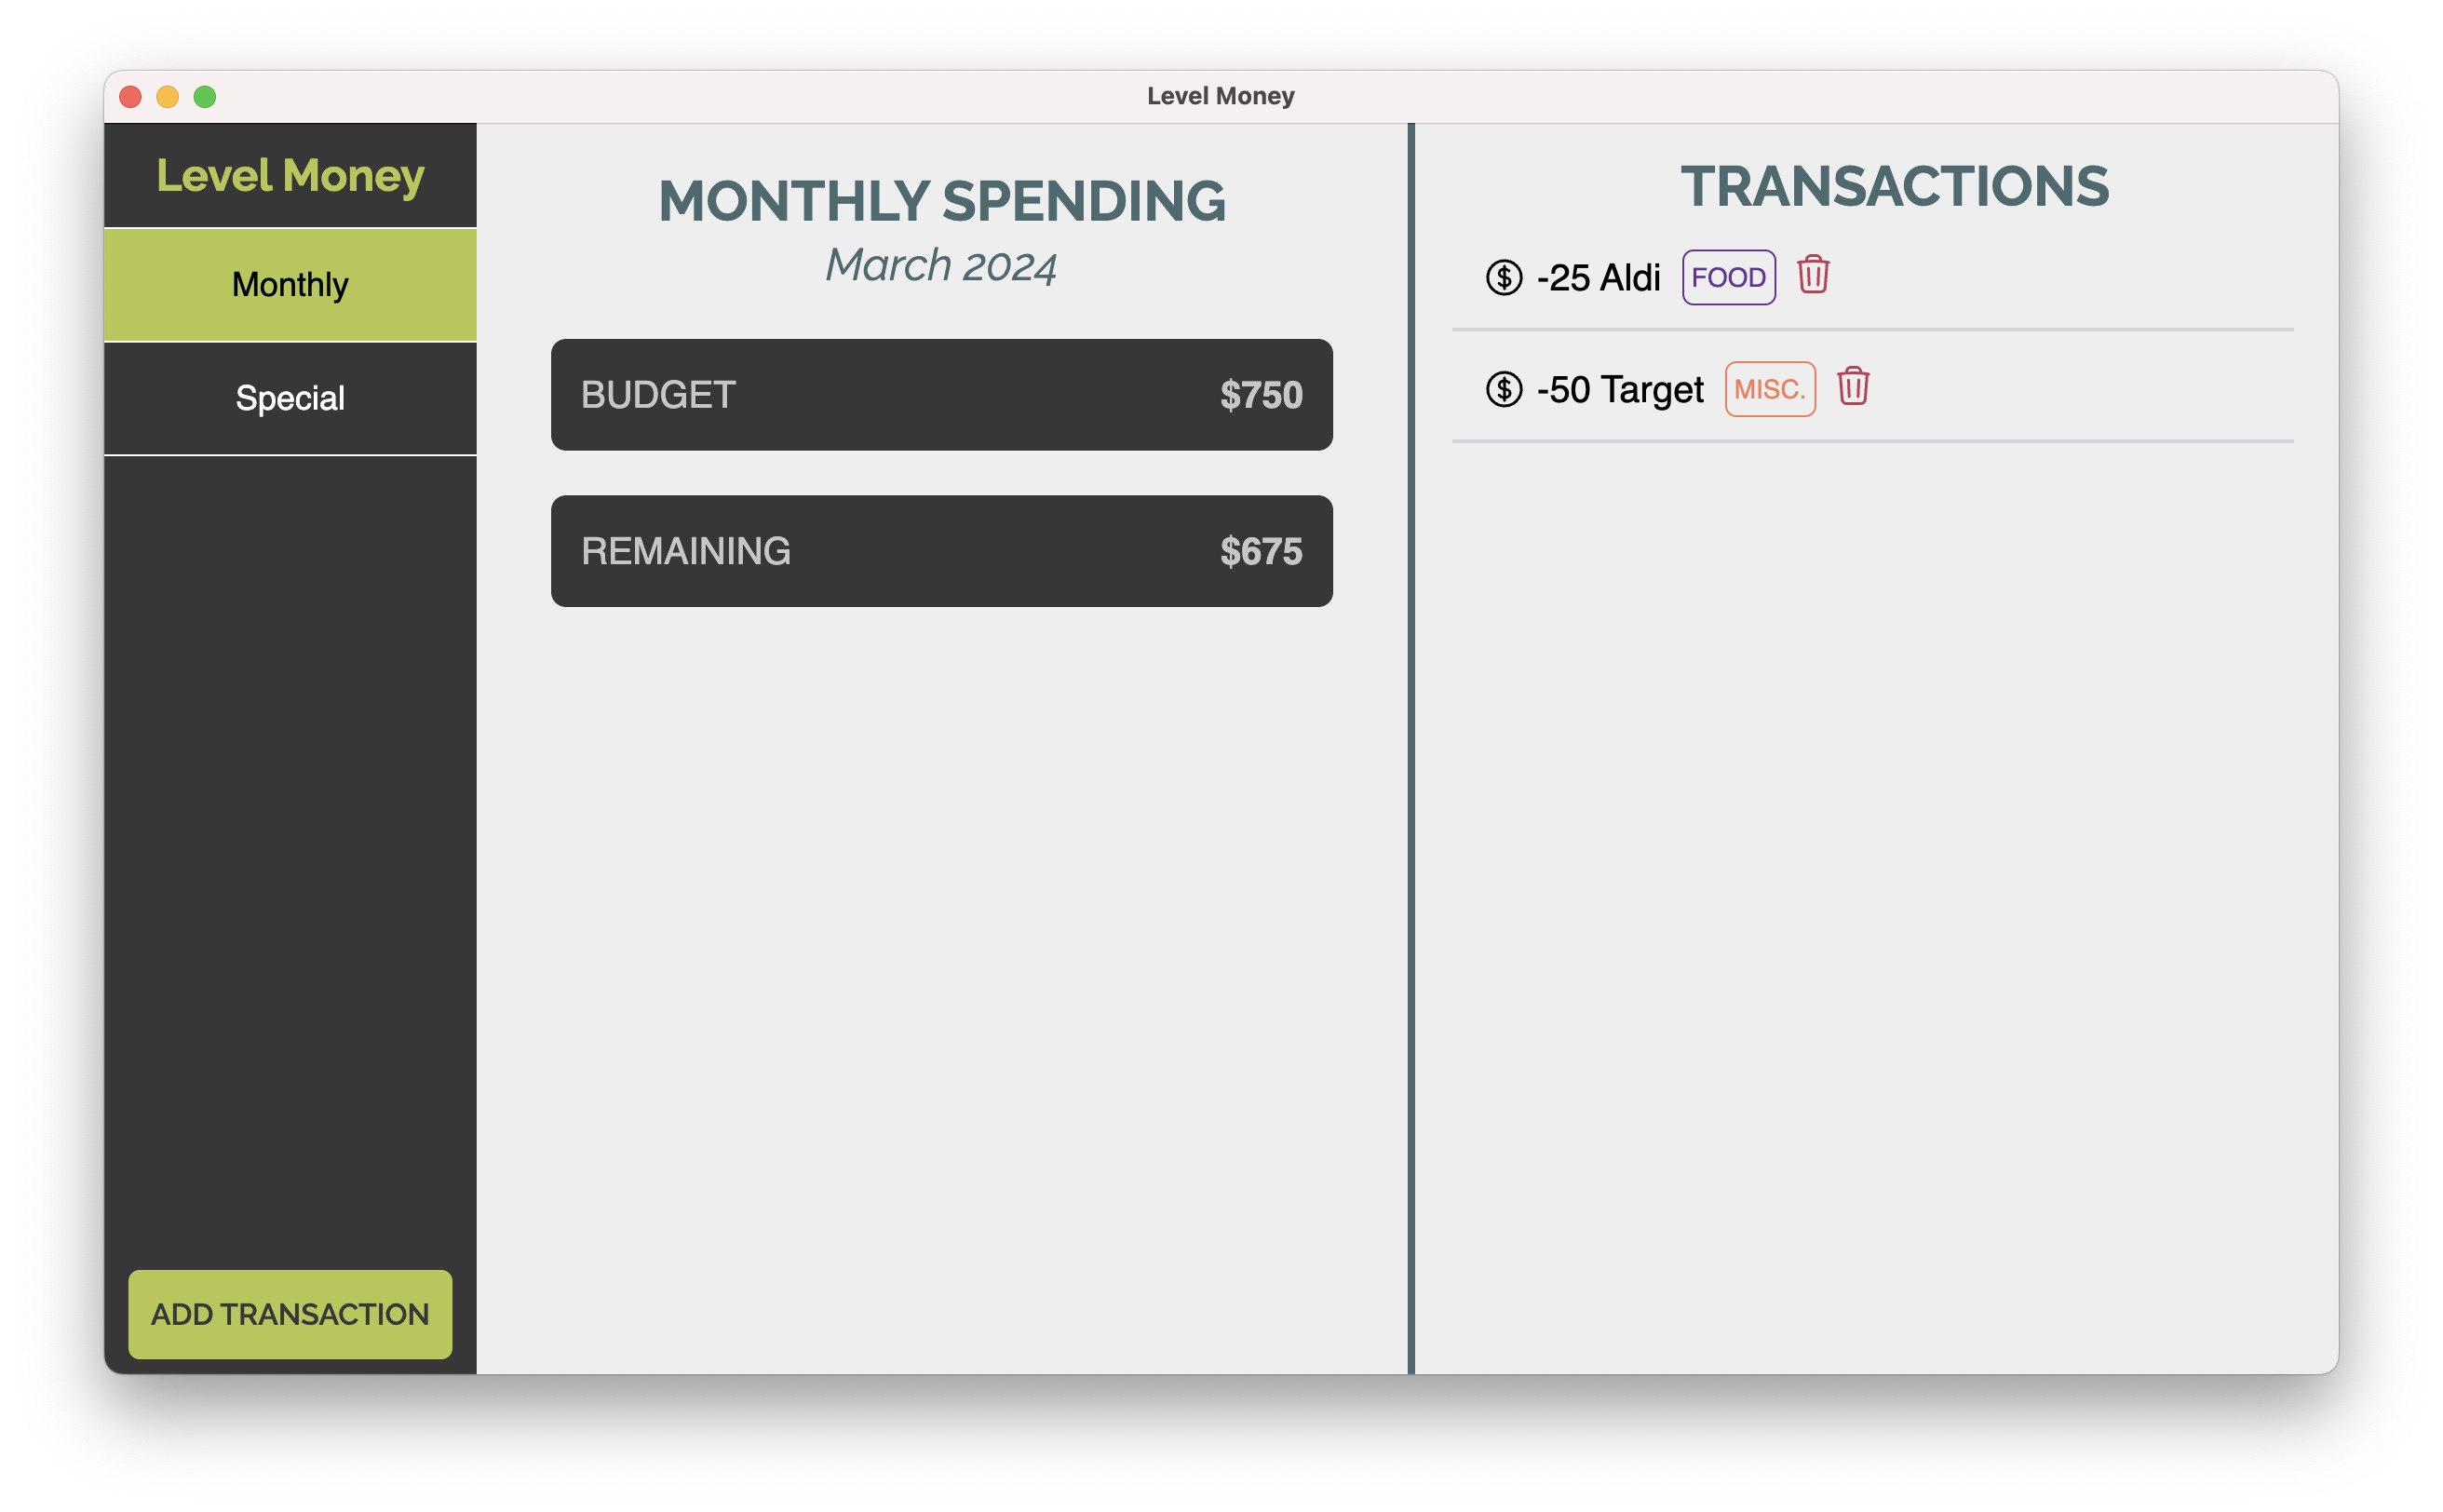 Level Money
Level Money
Monthly
Special
ADD TRANSACTION
MONTHLY SPENDING
March 2024
BUDGET $750
REMAINING $675
TRANSACTIONS
$ -25 Aldi FOOD
$ -50 Target MISC.